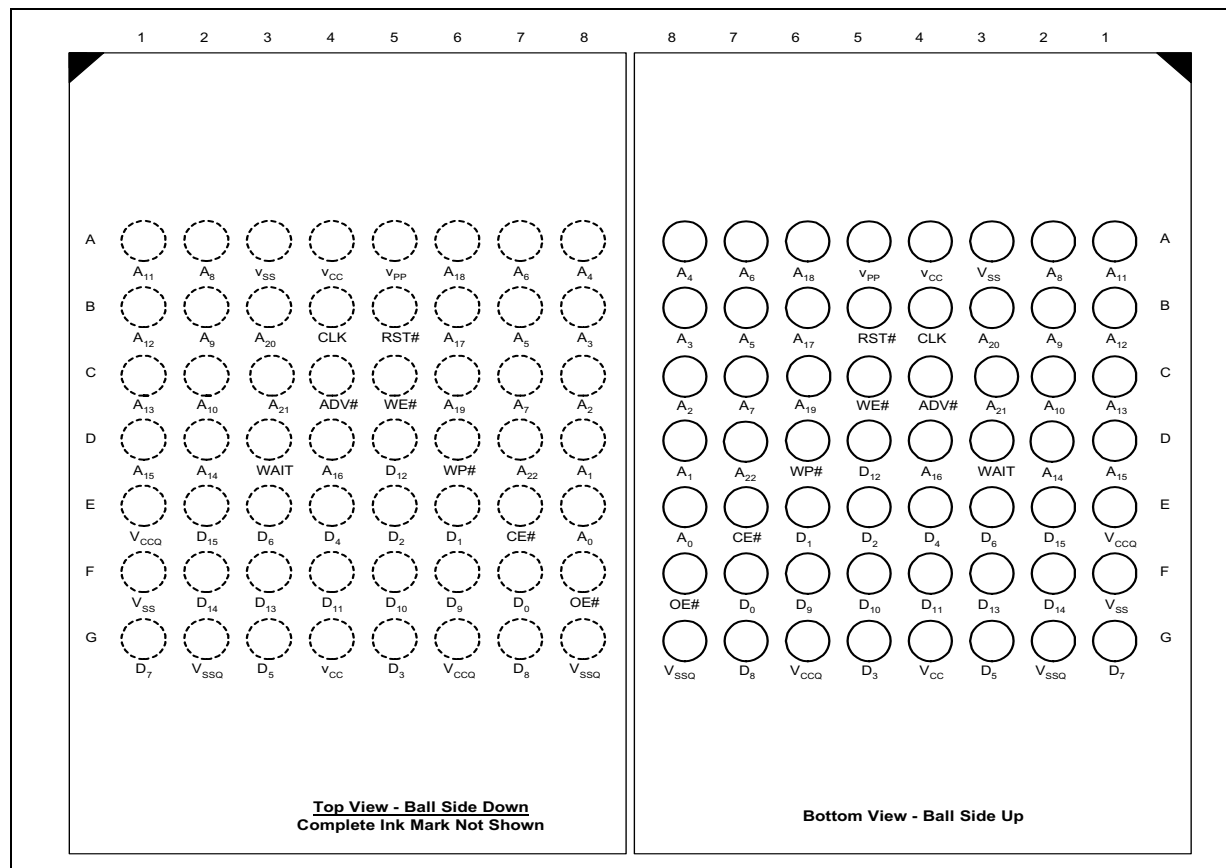 1 2 3 4 5 6 7 8 8 7 6 5 4 3 2 1
A A
A11 A8 vSS vCC vPP A18 A6 A4 A4 A6 A18 vPP vCC VSS A8 A11
B B
A12 A9 A20 CLK RST# A17 A5 A3 A3 A5 A17 RST# CLK A20 A9 A12
C C
A13 A10 A21 ADV# WE# A19 A7 A2 A2 A7 A19 WE# ADV# A21 A10 A13
D D
A15 A14 WAIT A16 D12 WP# A22 A1 A1 A22 WP# D12 A16 WAIT A14 A15
E E
VCCQ D15 D6 D4 D2 D1 CE# A0 A0 CE# D1 D2 D4 D6 D15 VCCQ
F F
VSS D14 D13 D11 D10 D9 D0 OE# OE# D0 D9 D10 D11 D13 D14 VSS
G G
D7 VSSQ D5 vCC D3 VCCQ D8 VSSQ VSSQ D8 VCCQ D3 VCC D5 VSSQ D7
Top View - Ball Side Down
Complete Ink Mark Not Shown
Bottom View - Ball Side Up